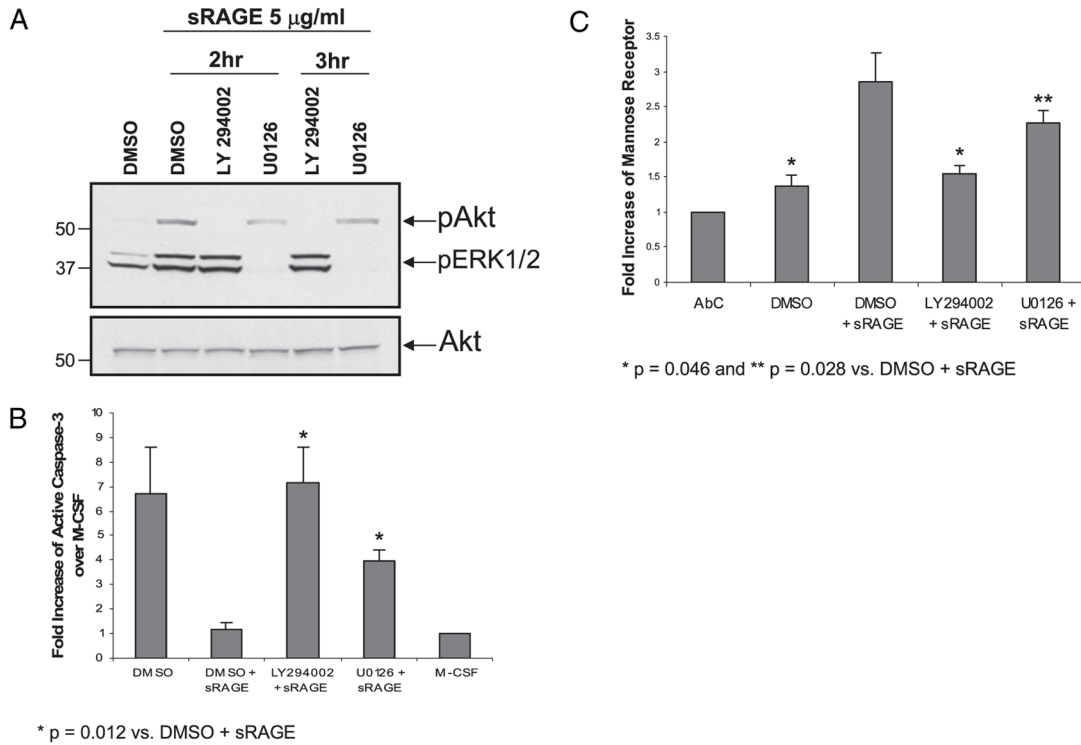 A
sRAGE 5 μg/ml
2hr
3hr
DMSO
DMSO
LY 294002
U0126
LY 294002
U0126
50
pAkt
37
pERK1/2
50
Akt
B
Fold Increase of Active Caspase-3
over M-CSF
10
9
8
7
6
5
4
3
2
1
0
*
*
DMSO
DMSO +
sRAGE
LY294002
+ sRAGE
U0126 +
sRAGE
M-CSF
* p = 0.012 vs. DMSO + sRAGE
C
Fold Increase of Mannose Receptor
3.5
3
2.5
2
1.5
1
0.5
0
*
*
**
AbC
DMSO
DMSO
+ sRAGE
LY294002
+ sRAGE
U0126 +
sRAGE
* p = 0.046 and ** p = 0.028 vs. DMSO + sRAGE